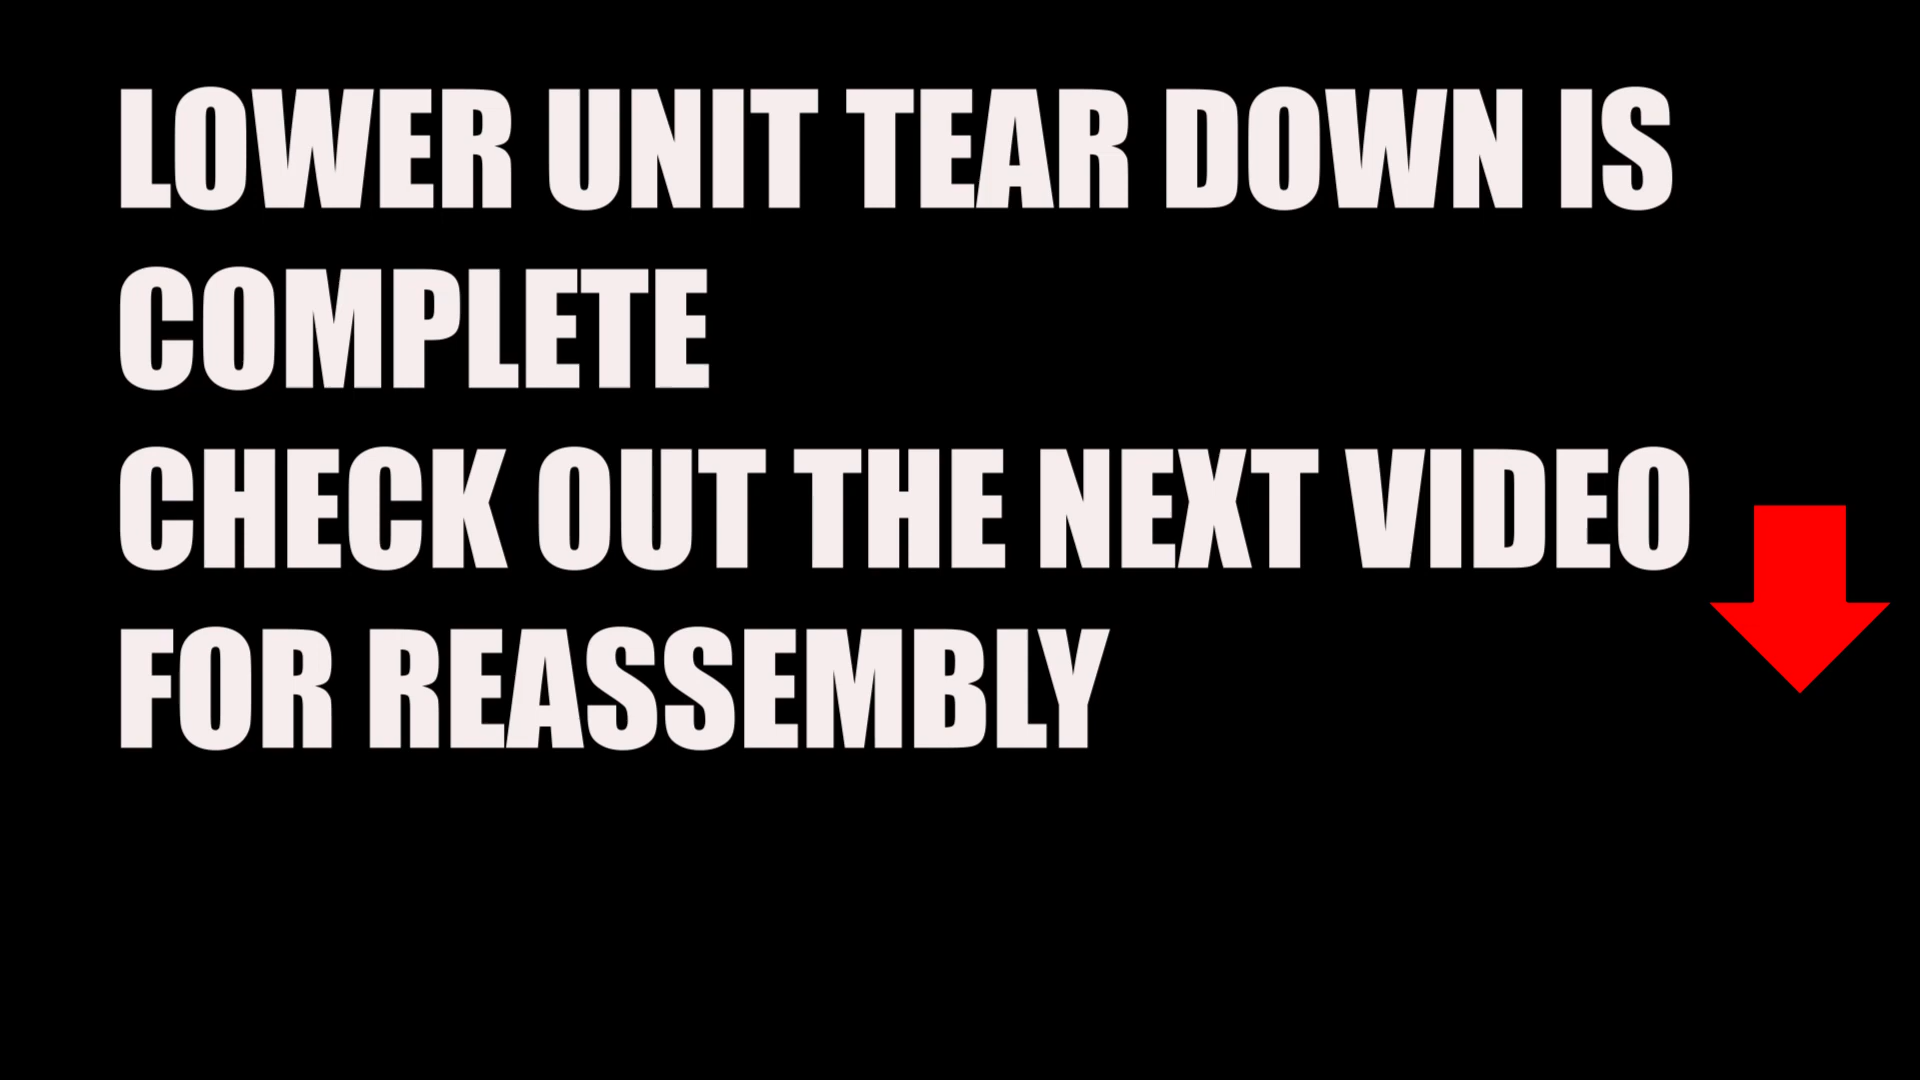 LOWER UNIT TEAR DOWN IS
COMPLETE
CHECK OUT THE NEXT VIDEO
FOR REASSEMBLY